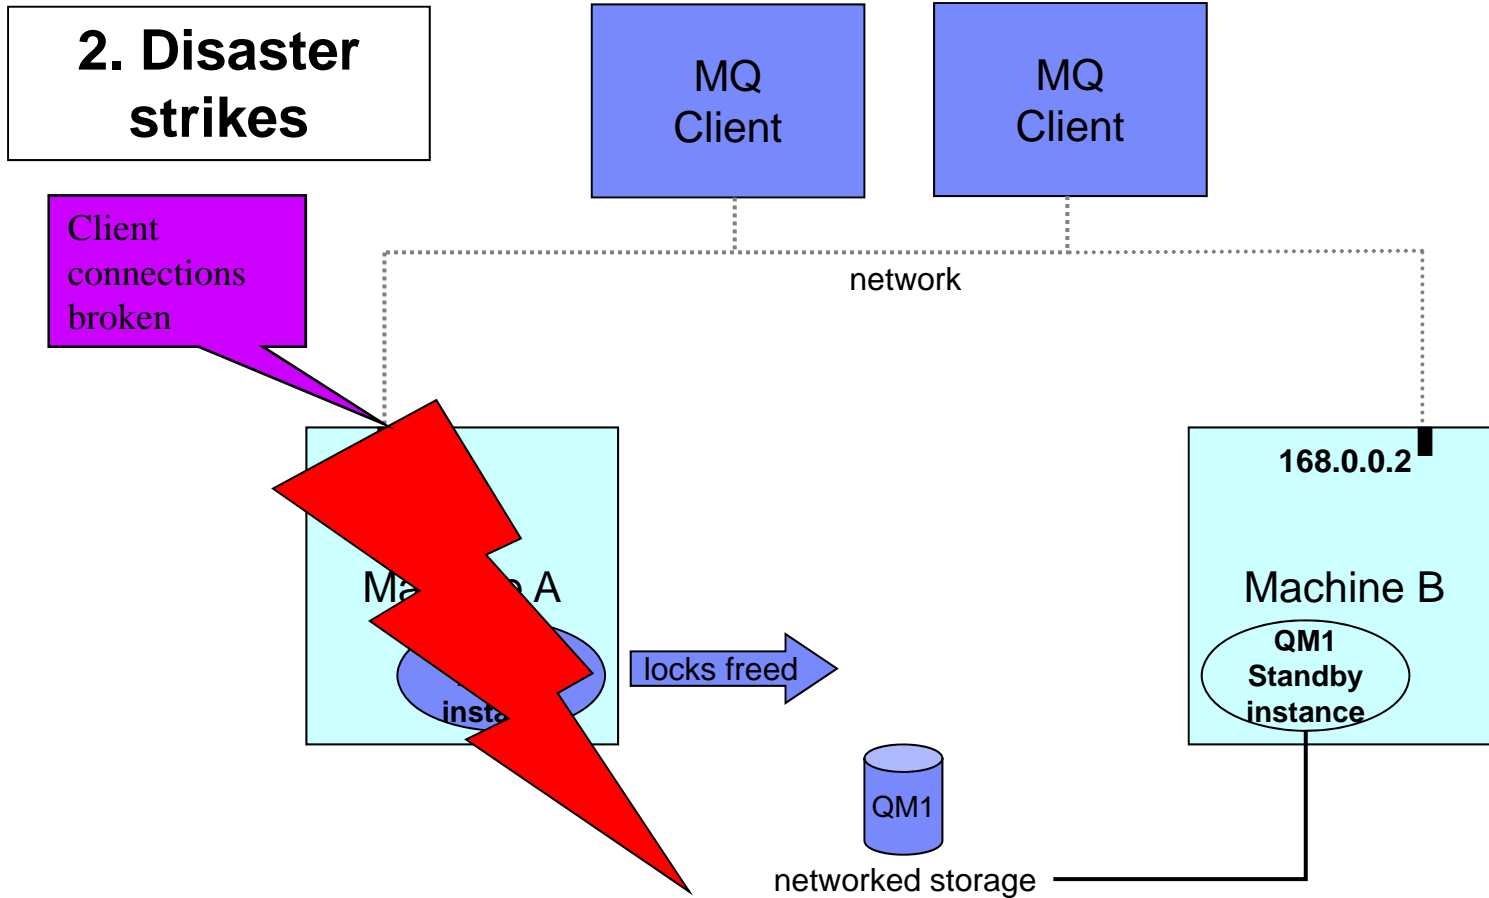 2. Disaster
strikes
MQ
Client
MQ
Client
Client
connections
broken
network
168.0.0.2
A
Machine B
QM1
Standby
instance
locks freed
QM1
networked storage